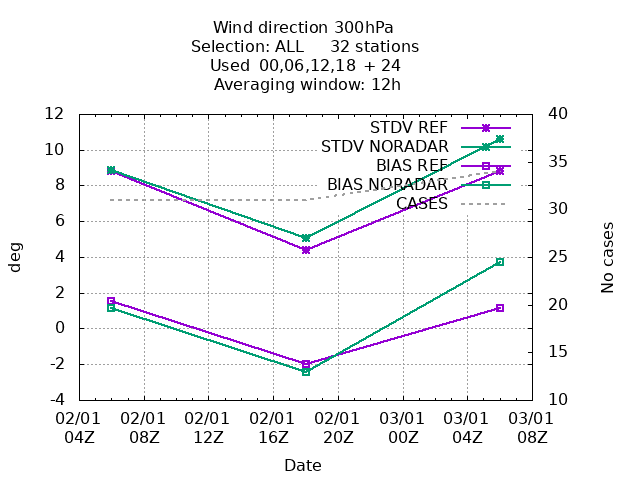 Wind direction 300hPa
Selection: ALL 32 stations
Used 00,06,12,18 + 24
Averaging window: 12h
STDV REF
STDV NORADAR
BIAS REF
BIAS NORADAR
CASES
12
10
8
6
4
2
0
-2
-4
40
35
30
25
20
15
10
deg
No cases
02/01 02/01 02/01 02/01 02/01 03/01 03/01 03/01
04Z 08Z 12Z 16Z 20Z 00Z 04Z 08Z
Date